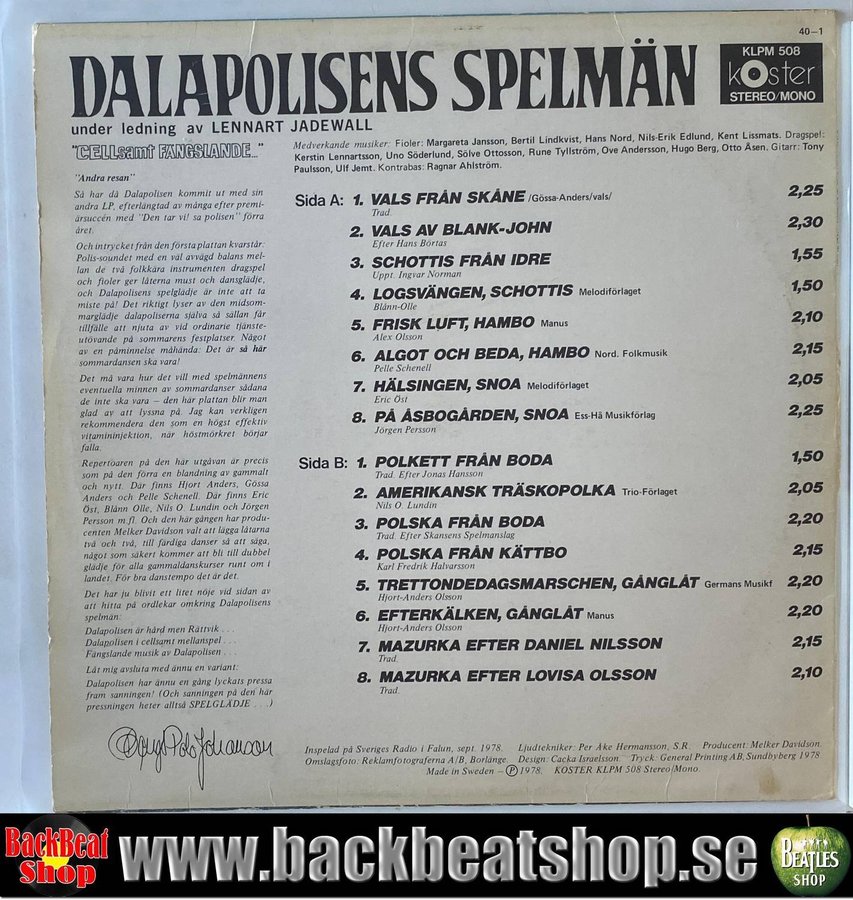 40–1
DALAPOLISENS SPELMÄN
KLPM 508
köster
STEREO/MONO
under ledning av LENNART JADEWALL
"CELLsamt FÄNGSLANDE..."
Medverkande musiker: Fioler: Margareta Jansson, Bertil Lindkvist, Hans Nord, Nils-Erik Edlund, Kent Lissmats. Dragspel:
Kerstin Lennartsson, Uno Söderlund, Sölve Ottosson, Rune Tyllström, Ove Andersson, Hugo Berg, Otto Åsen. Gitarr: Tony
Paulsson, Ulf Jemt. Kontrabas: Ragnar Ahlström.
"Andra resan"
Så har då Dalapolisen kommit ut med sin
andra LP, efterlängtad av många efter premi-
ärsuccén med "Den tar vi! sa polisen" förra
året.
Och intrycket från den första plattan kvarstår:
Polis-soundet med en väl avvägd balans mel-
lan de två folkkära instrumenten dragspel
och fioler ger låterna must och dansglädje,
och Dalapolisens spelglädje är inte att ta
miste på! Det riktigt lyser av den midsom-
marglädje dalapoliserna själva så sällan får
tillfälle att njuta av vid ordinarie tjänste-
utövande på sommarens festplatser. Något
av en påminnelse måhända: Det är så här
sommardansen ska vara!
Det må vara hur det vill med spelmännens
eventuella minnen av sommardanser sådana
de inte ska vara – den här plattan blir man
glad av att lyssna på. Jag kan verkligen
rekommendera den som en högst effektiv
vitamininjektion, när höstmörkret börjar
falla.
Repertoaren på den här utgåvan är precis
som på den förra en blandning av gammalt
och nytt. Där finns Hjort Anders, Gössa
Anders och Pelle Schenell. Där finns Eric
Öst, Blånn Olle, Nils O. Lundin och Jörgen
Persson m.fl. Och den här gången har produ-
centen Melker Davidson valt att lägga låtarna
två och två, till färdiga danser så att säga,
något som säkert kommer att bli till dubbel
glädje för alla gammaldanskurser runt om i
landet. För bra danstempo det är det.
Det har ju blivit ett litet nöje vid sidan av
att hitta på ordlekar omkring Dalapolisens
spelmän:
Dalapolisen är hård men Rättvik . . .
Dalapolisen i cellsamt mellanspel . . .
Fängslande musik av Dalapolisen . . .
Låt mig avsluta med ännu en variant:
Dalapolisen har ännu en gång lyckats pressa
fram sanningen! (Och sanningen på den här
pressningen heter alltså SPELGLÄDJE . . .)
Sida A: 1. VALS FRÅN SKÅNE /Gössa-Anders/vals/ 2,25
Trad.
2. VALS AV BLANK-JOHN 2,30
Efter Hans Börtas
3. SCHOTTIS FRÅN IDRE 1,55
Uppt. Ingvar Norman
4. LOGSVÄNGEN, SCHOTTIS Melodiförlaget 1,50
Blånn-Olle
5. FRISK LUFT, HAMBO Manus 2,10
Alex Olsson
6. ALGOT OCH BEDA, HAMBO Nord. Folkmusik 2,15
Pelle Schenell
7. HÄLSINGEN, SNOA Melodiförlaget 2,05
Eric Öst
8. PÅ ÅSBOGÅRDEN, SNOA Ess-Hä Musikförlag 2,25
Jörgen Persson
Sida B: 1. POLKETT FRÅN BODA 1,50
Trad. Efter Jonas Hansson
2. AMERIKANSK TRÄSKOPOLKA Trio-Förlaget 2,05
Nils O. Lundin
3. POLSKA FRÅN BODA 2,20
Trad. Efter Skansens Spelmanslag
4. POLSKA FRÅN KÄTTBO 2,15
Karl Fredrik Halvarsson
5. TRETTONDEDAGSMARSCHEN, GÅNGLÅT Germans Musikf 2,20
Hjort-Anders Olsson
6. EFTERKÄLKEN, GÅNGLÅT Manus 2,20
Hjort-Anders Olsson
7. MAZURKA EFTER DANIEL NILSSON 2,15
Trad.
8. MAZURKA EFTER LOVISA OLSSON 2,10
Trad.
Inspelad på Sveriges Radio i Falun, sept. 1978. Ljudtekniker: Per Åke Hermansson, S.R. Producent: Melker Davidson.
Omslagsfoto: Reklamfotograferna A/B, Borlänge. Design: Cacka Israelsson. Tryck: General Printing AB, Sundbyberg 1978.
Made in Sweden – Ⓟ 1978. KÖSTER KLPM 508 Stereo/Mono.
BackBeat
Shop
www.backbeatshop.se
BEATLES
SHOP